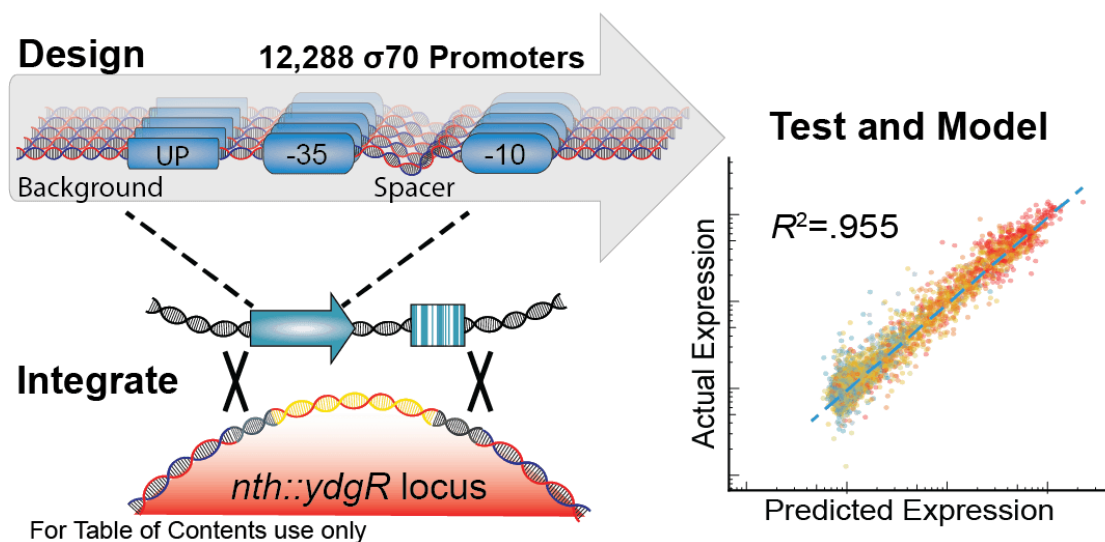 Design
12,288 σ70 Promoters
UP
-35
-10
Background
Spacer
Integrate
nth::ydgR locus
For Table of Contents use only
Test and Model
R²=.955
Actual Expression
Predicted Expression